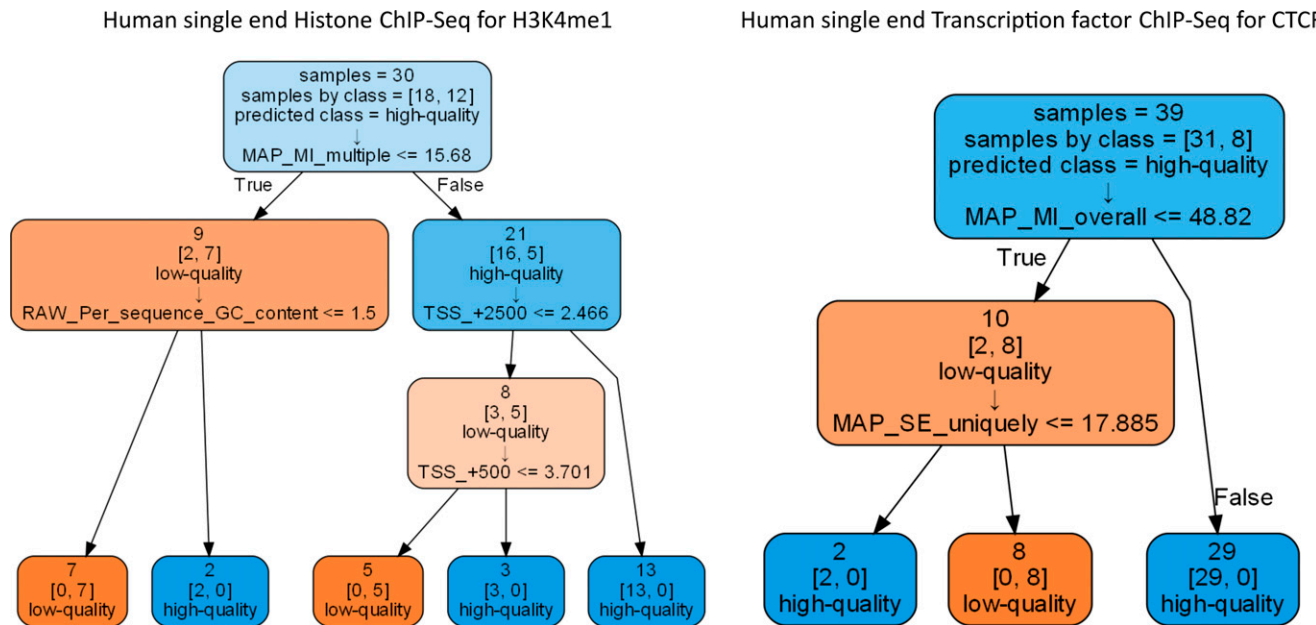 Human single end Histone ChIP-Seq for H3K4me1
samples = 30
samples by class = [18, 12]
predicted class = high-quality
↓
MAP_MI_multiple <= 15.68
True
False
9
[2, 7]
low-quality
↓
RAW_Per_sequence_GC_content <= 1.5
21
[16, 5]
high-quality
↓
TSS_+2500 <= 2.466
8
[3, 5]
low-quality
↓
TSS_+500 <= 3.701
7
[0, 7]
low-quality
2
[2, 0]
high-quality
5
[0, 5]
low-quality
3
[3, 0]
high-quality
13
[13, 0]
high-quality
Human single end Transcription factor ChIP-Seq for CTCF
samples = 39
samples by class = [31, 8]
predicted class = high-quality
↓
MAP_MI_overall <= 48.82
True
10
[2, 8]
low-quality
↓
MAP_SE_uniquely <= 17.885
False
2
[2, 0]
high-quality
8
[0, 8]
low-quality
29
[29, 0]
high-quality